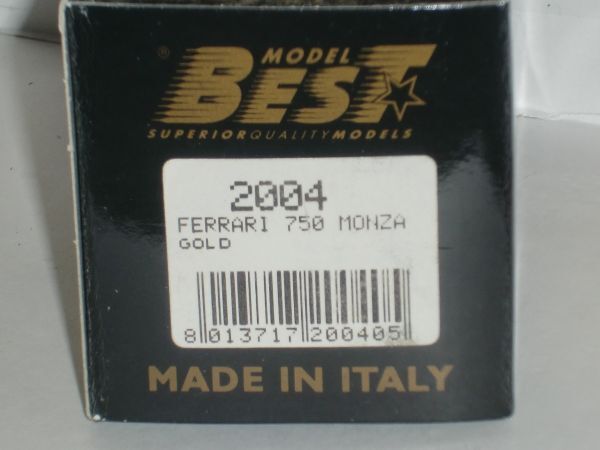 ® MODEL
BEST
SUPERIORQUALITYMODELS
2004
FERRARI 750 MONZA
GOLD
8 013717 200405
MADE IN ITALY